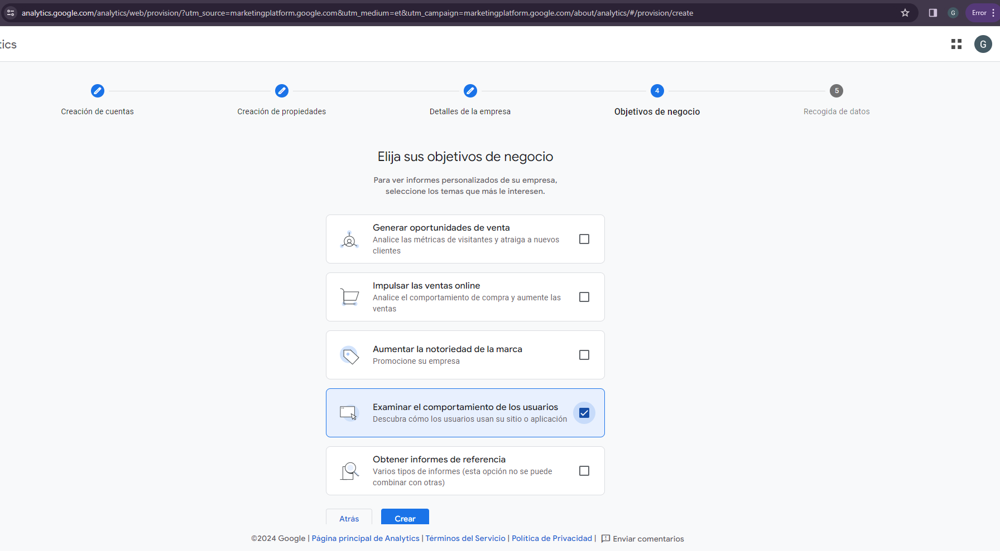 analytics.google.com/analytics/web/provision/?utm_source=marketingplatform.google.com&utm_medium=et&utm_campaign=marketingplatform.google.com/about/analytics/#/provision/create
G
Error
tics
G
4
5
Creación de cuentas
Creación de propiedades
Detalles de la empresa
Objetivos de negocio
Recogida de datos
Elija sus objetivos de negocio
Para ver informes personalizados de su empresa,
seleccione los temas que más le interesen.
Generar oportunidades de venta
Analice las métricas de visitantes y atraiga a nuevos
clientes
Impulsar las ventas online
Analice el comportamiento de compra y aumente las
ventas
Aumentar la notoriedad de la marca
Promocione su empresa
Examinar el comportamiento de los usuarios
Descubra cómo los usuarios usan su sitio o aplicación
Obtener informes de referencia
Varios tipos de informes (esta opción no se puede
combinar con otras)
Atrás
Crear
©2024 Google | Página principal de Analytics | Términos del Servicio | Política de Privacidad | Enviar comentarios